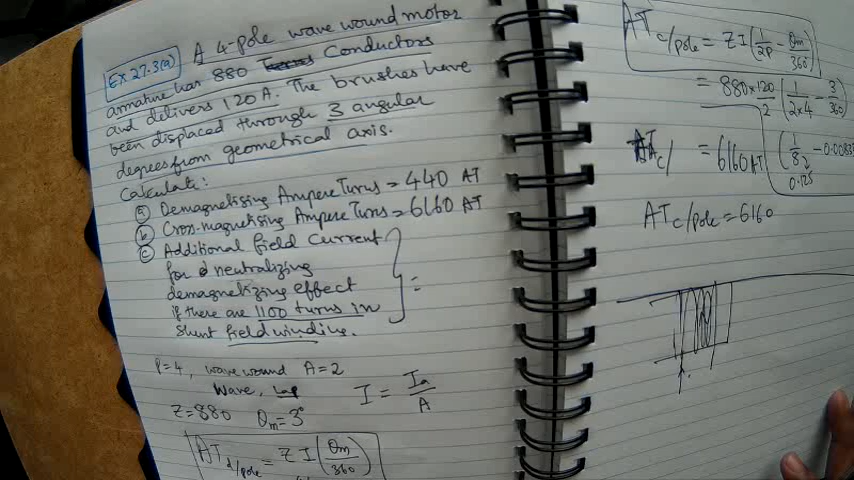 Ex 27.3(a) A 4-pole wave wound motor
armature has 880 Conductors
and delivers 120 A. The brushes have
been displaced through 3 angular
degrees from geometrical axis.
Calculate:
(a) Demagnetising Ampere Turns = 440 AT
(b) Cross-magnetising Ampere Turns = 6160 AT
(c) Additional field current
for neutralizing
demagnetizing effect
if there are 1100 turns in
shunt field winding. =
P=4, wave wound A=2
Wave, Lap
I = Ia/A
Z=880 θm=3°
ATd/pole = ZI(θm/360)
ATc/pole = ZI(1/2P - θm/360)
= 880×120/2 (1/2×4 - 3/360)
ATc/ = 6160 AT (1/8 - 0.0083
0.125
ATc/pole = 6160